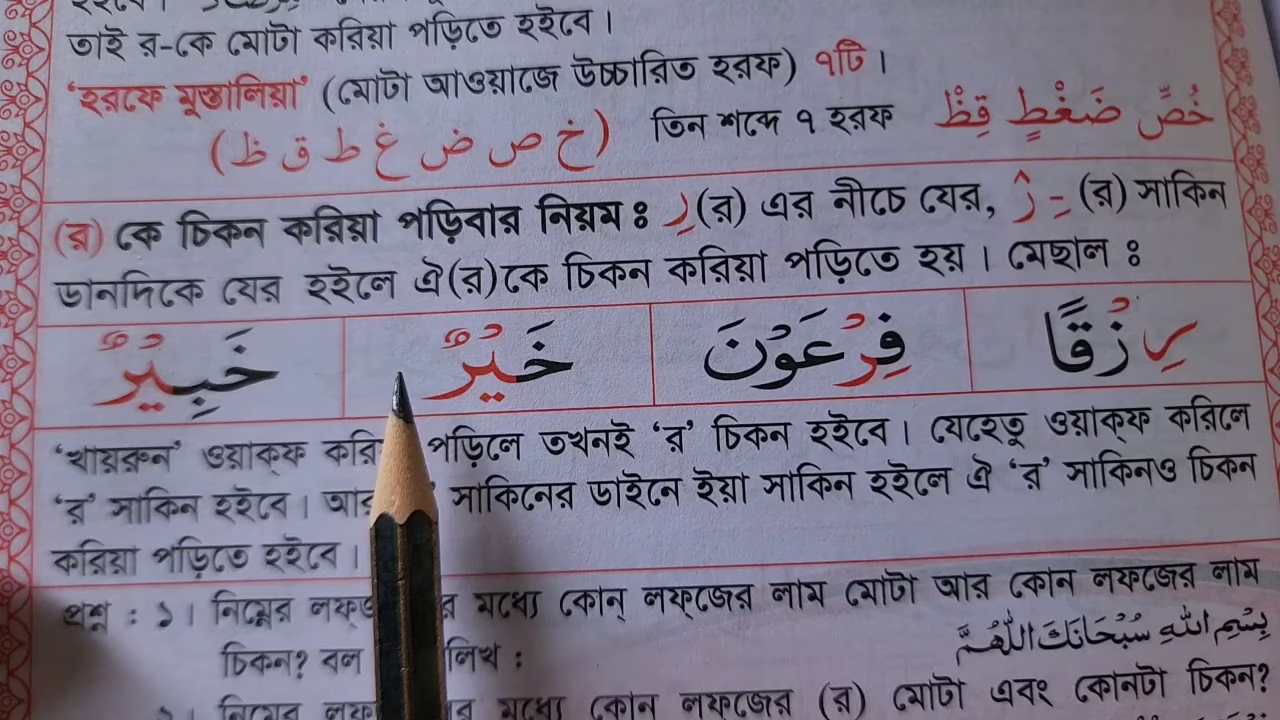 তাই র-কে মোটা করিয়া পড়িতে হইবে।
‘হরফে মুস্তালিয়া’ (মোটা আওয়াজে উচ্চারিত হরফ) ৭টি।
(خ ص ض غ ط ق ظ) তিন শব্দে ৭ হরফ خُصَّ ضَغْطٍ قِظْ
(র) কে চিকন করিয়া পড়িবার নিয়ম ঃ رِ (র) এর নীচে যের, ـِ رْ (র) সাকিন
ডানদিকে যের হইলে ঐ(র)কে চিকন করিয়া পড়িতে হয়। মেছাল ঃ
رِزْقًا فِرْعَوْنَ خَيْرٌ خَبِيْرٌ
‘খায়রুন’ ওয়াক্ফ করি পড়িলে তখনই ‘র’ চিকন হইবে। যেহেতু ওয়াক্ফ করিলে
‘র’ সাকিন হইবে। আর সাকিনের ডাইনে ইয়া সাকিন হইলে ঐ ‘র’ সাকিনও চিকন
করিয়া পড়িতে হইবে।
প্রশ্ন : ১। নিম্নের মধ্যে কোন্ লফ্জের লাম মোটা আর কোন লফজের লাম
চিকন? বল লিখ : بِسْمِ اللهِ سُبْحَانَكَ اللّٰهُمَّ
নিম্নের মধ্যে কোন লফজের (র) মোটা এবং কোনটা চিকন?